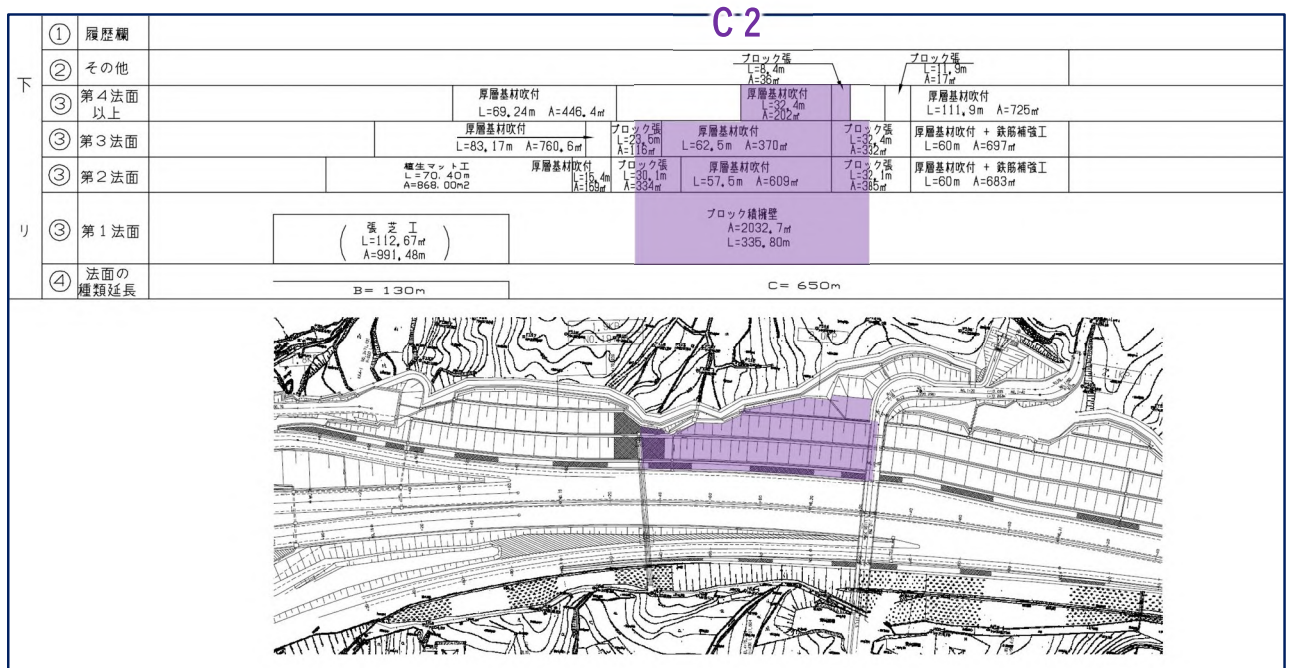 C2
下り
① 履歴欄
② その他
ブロック張
L=8.4m
A=36㎡
ブロック張
L=11.9m
A=17㎡
③ 第4法面以上
厚層基材吹付
L=69.24m A=446.4㎡
厚層基材吹付
L=32.4m
A=202㎡
厚層基材吹付
L=111.9m A=725㎡
③ 第3法面
厚層基材吹付
L=83.17m A=760.6㎡
ブロック張
L=23.5m
A=116㎡
厚層基材吹付
L=62.5m A=370㎡
ブロック張
L=32.4m
A=332㎡
厚層基材吹付 + 鉄筋補強工
L=60m A=697㎡
③ 第2法面
植生マット工
L=70.40m
A=868.00m2
厚層基材吹付
L=15.4m
A=169㎡
ブロック張
L=30.1m
A=334㎡
厚層基材吹付
L=57.5m A=609㎡
ブロック張
L=32.1m
A=385㎡
厚層基材吹付 + 鉄筋補強工
L=60m A=683㎡
③ 第1法面
張芝工
L=112.67㎡
A=991.48m
ブロック積擁壁
A=2032.7㎡
L=335.80m
④ 法面の種類延長
B= 130m
C= 650m